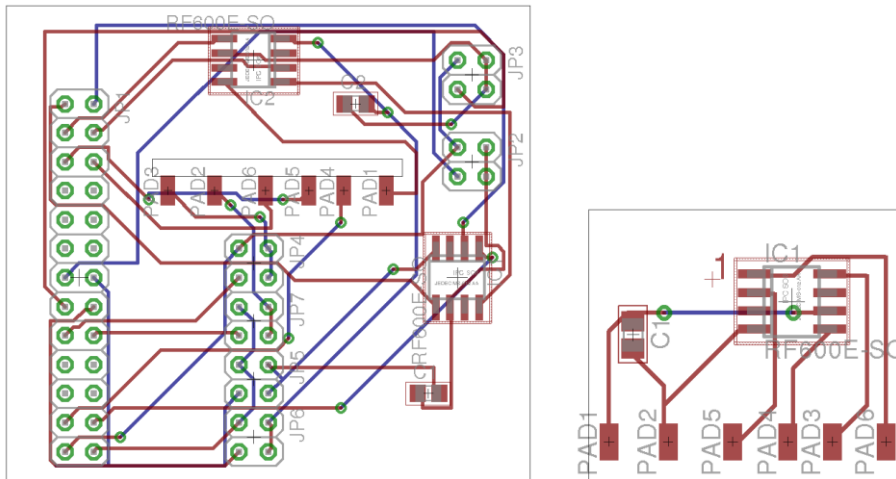 RF600E-SO
IC2
C2
JP3
JP1
JP2
PAD3
PAD2
PAD6
PAD5
PAD4
PAD1
JP4
JP7
JP5
JP6
RF600E-SO
1
IC1
C1
RF600E-SO
PAD1
PAD2
PAD5
PAD4
PAD3
PAD6